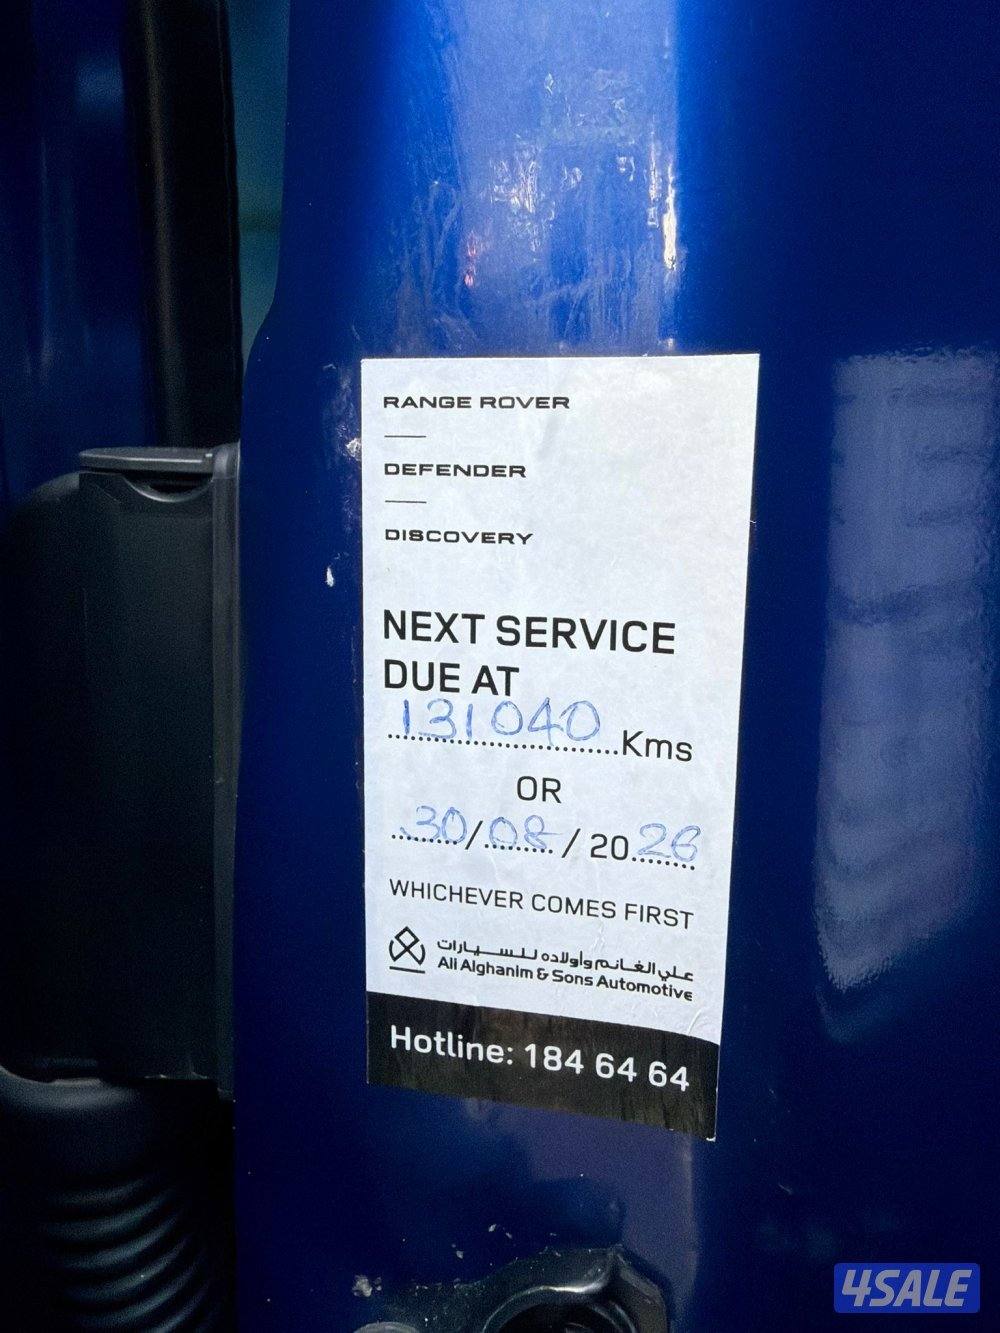 RANGE ROVER
DEFENDER
DISCOVERY
NEXT SERVICE
DUE AT
131040 Kms
OR
30/08/2026
WHICHEVER COMES FIRST
علي الغانم وأولاده للسيارات
Ali Alghanim & Sons Automotive
Hotline: 184 64 64
4SALE